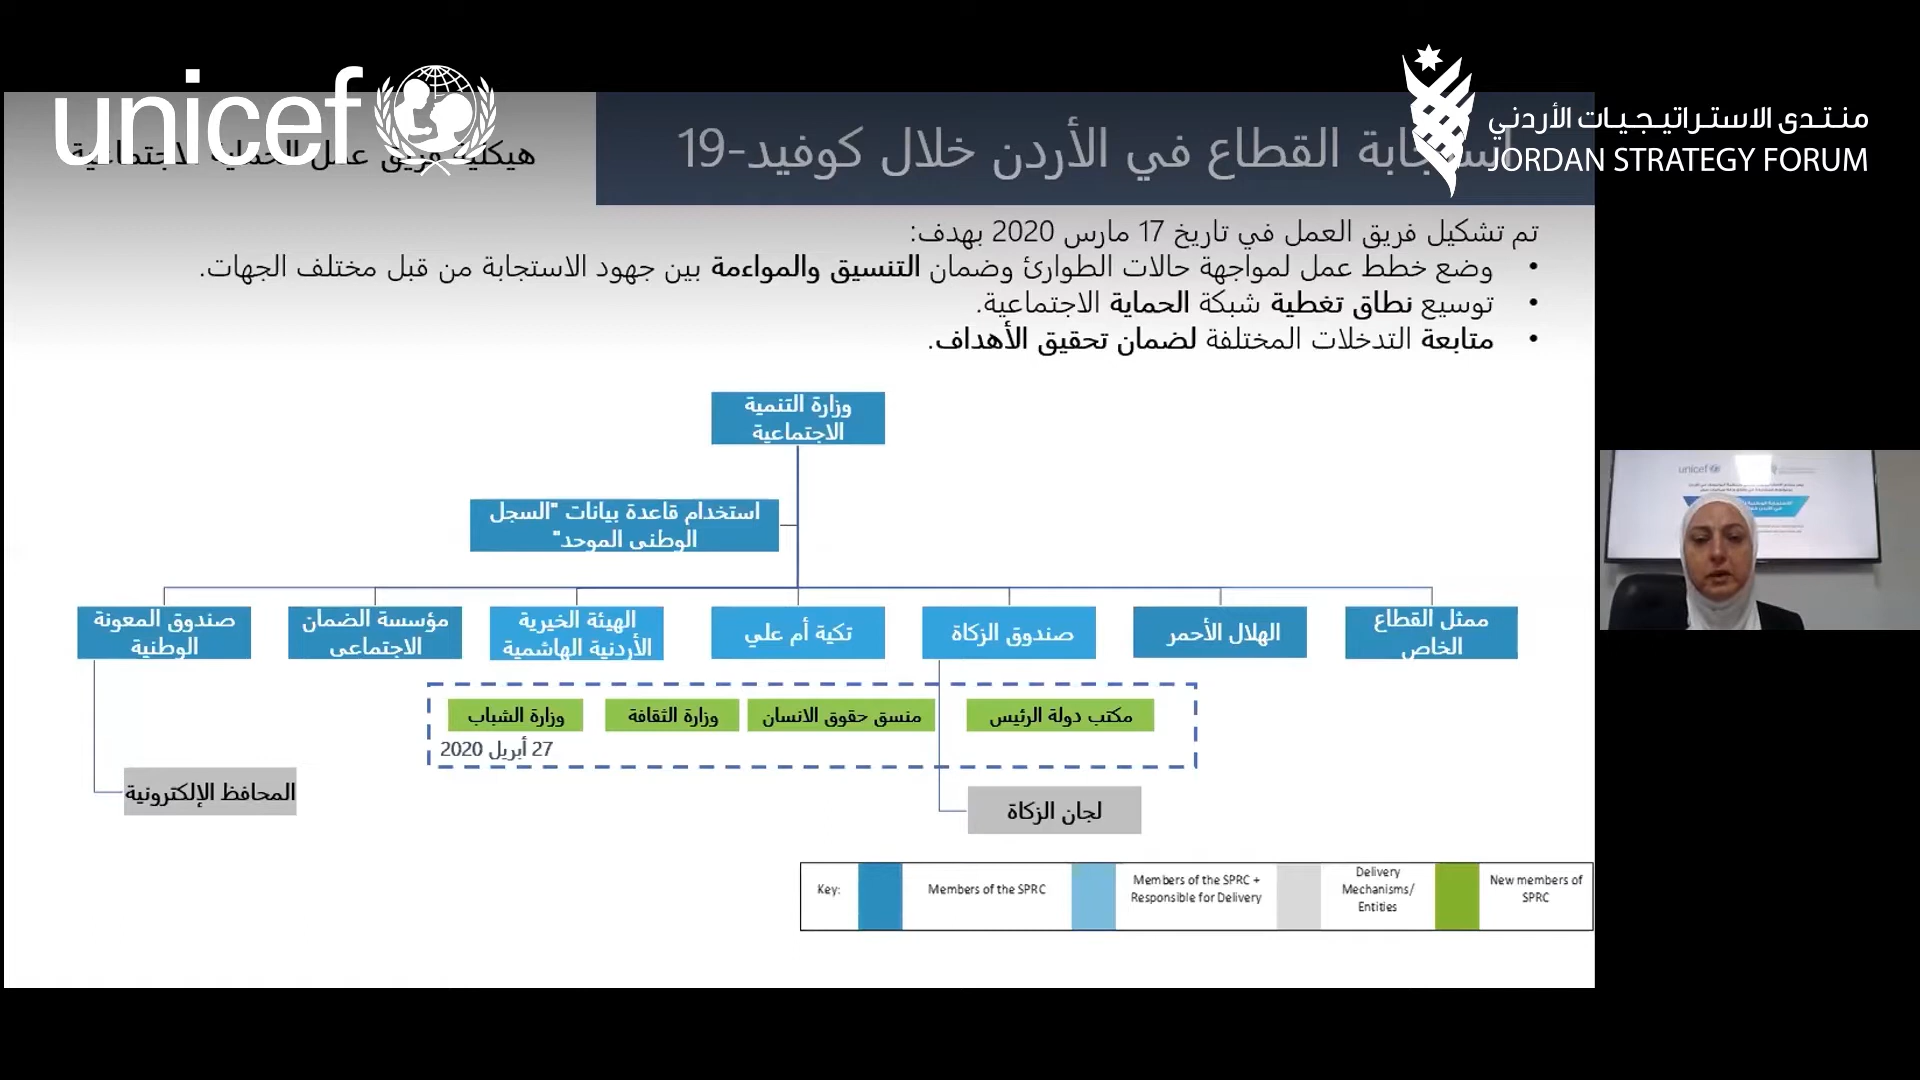 unicef
منتدى الاستراتيجيات الأردني
JORDAN STRATEGY FORUM
استجابة القطاع في الأردن خلال كوفيد-19
هيكلية فريق عمل الحماية الاجتماعية
تم تشكيل فريق العمل في تاريخ 17 مارس 2020 بهدف:
• وضع خطط عمل لمواجهة حالات الطوارئ وضمان التنسيق والمواءمة بين جهود الاستجابة من قبل مختلف الجهات.
• توسيع نطاق تغطية شبكة الحماية الاجتماعية.
• متابعة التدخلات المختلفة لضمان تحقيق الأهداف.
وزارة التنمية
الاجتماعية
استخدام قاعدة بيانات "السجل
الوطني الموحد"
ممثل القطاع
الخاص
الهلال الأحمر
صندوق الزكاة
تكية أم علي
الهيئة الخيرية
الأردنية الهاشمية
مؤسسة الضمان
الاجتماعي
صندوق المعونة
الوطنية
مكتب دولة الرئيس
منسق حقوق الانسان
وزارة الثقافة
وزارة الشباب
27 أبريل 2020
المحافظ الإلكترونية
لجان الزكاة
Key:
Members of the SPRC
Members of the SPRC +
Responsible for Delivery
Delivery
Mechanisms/
Entities
New members of
SPRC
unicef